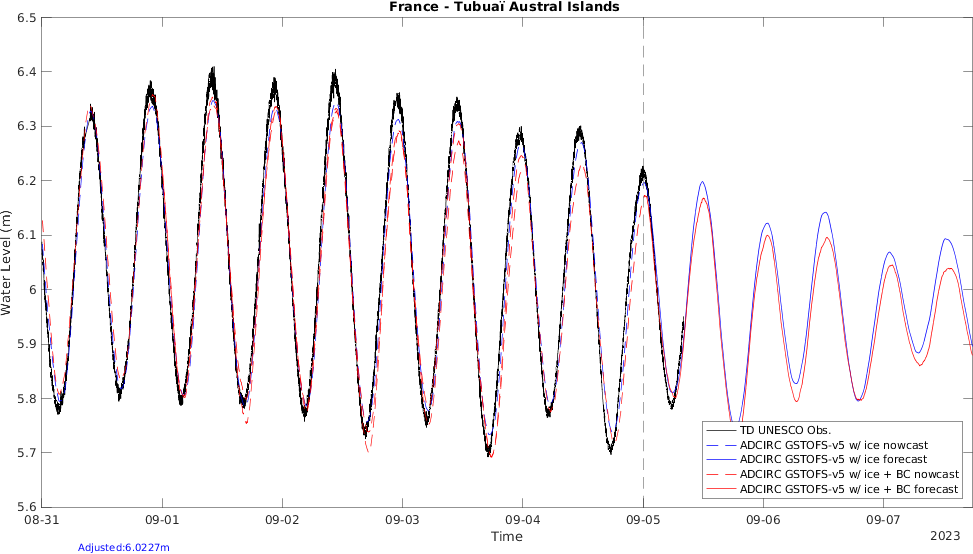 France - Tubuaï Austral Islands
6.5
6.4
6.3
6.2
6.1
6
5.9
5.8
5.7
5.6
Water Level (m)
TD UNESCO Obs.
ADCIRC GSTOFS-v5 w/ ice nowcast
ADCIRC GSTOFS-v5 w/ ice forecast
ADCIRC GSTOFS-v5 w/ ice + BC nowcast
ADCIRC GSTOFS-v5 w/ ice + BC forecast
08-31 09-01 09-02 09-03 09-04 09-05 09-06 09-07
Time
2023
Adjusted:6.0227m